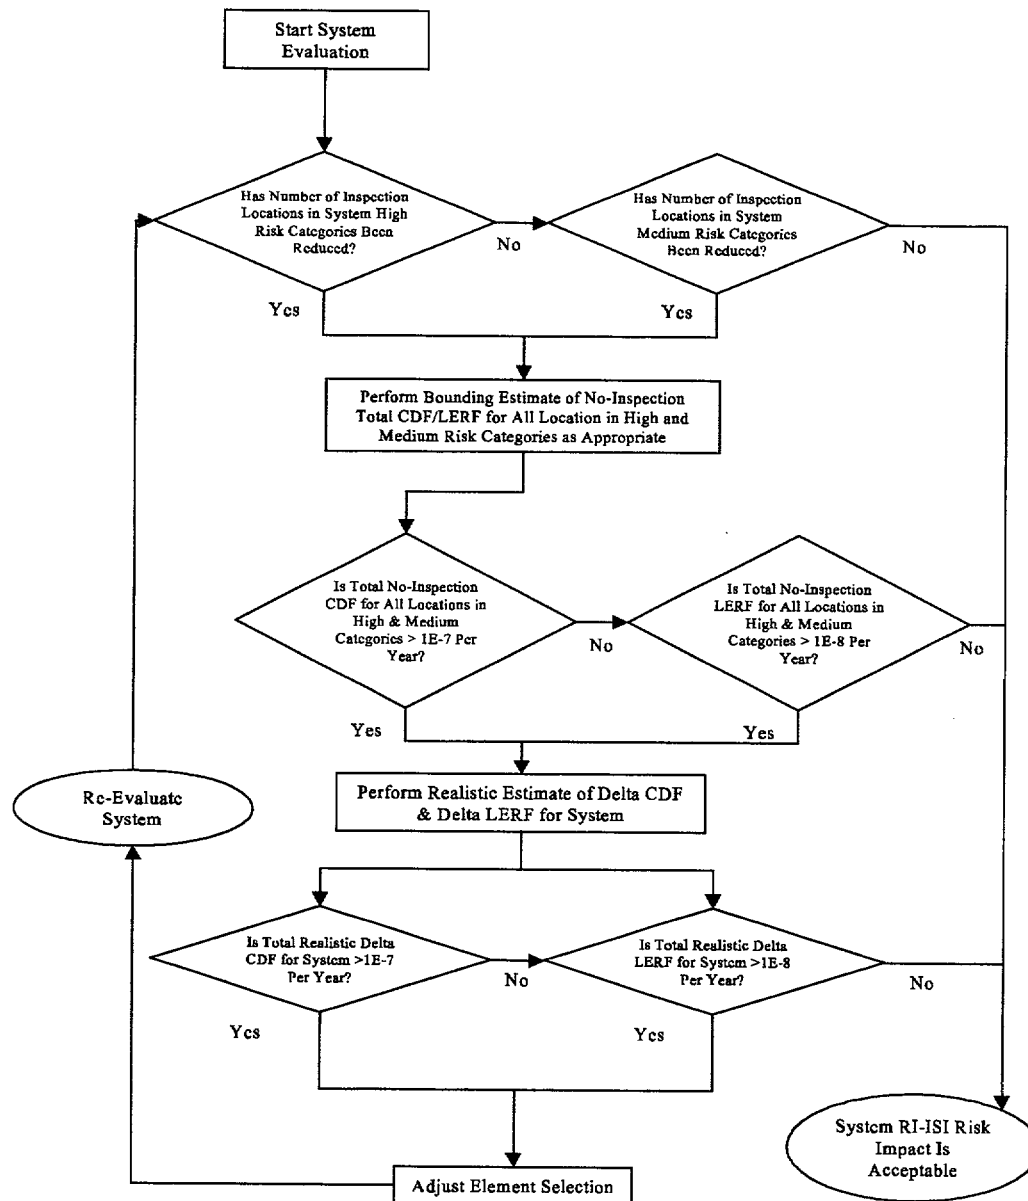 Start System
Evaluation
Has Number of Inspection
Locations in System High
Risk Categories Been
Reduced?
No
Has Number of Inspection
Locations in System
Medium Risk Categories
Been Reduced?
No
Yes
Yes
Perform Bounding Estimate of No-Inspection
Total CDF/LERF for All Location in High and
Medium Risk Categories as Appropriate
Is Total No-Inspection
CDF for All Locations in
High & Medium
Categories > 1E-7 Per
Year?
No
Is Total No-Inspection
LERF for All Locations in
High & Medium
Categories > 1E-8 Per
Year?
No
Yes
Yes
Re-Evaluate
System
Perform Realistic Estimate of Delta CDF
& Delta LERF for System
Is Total Realistic Delta
CDF for System >1E-7
Per Year?
No
Is Total Realistic Delta
LERF for System >1E-8
Per Year?
No
Yes
Yes
System RI-ISI Risk
Impact Is
Acceptable
Adjust Element Selection